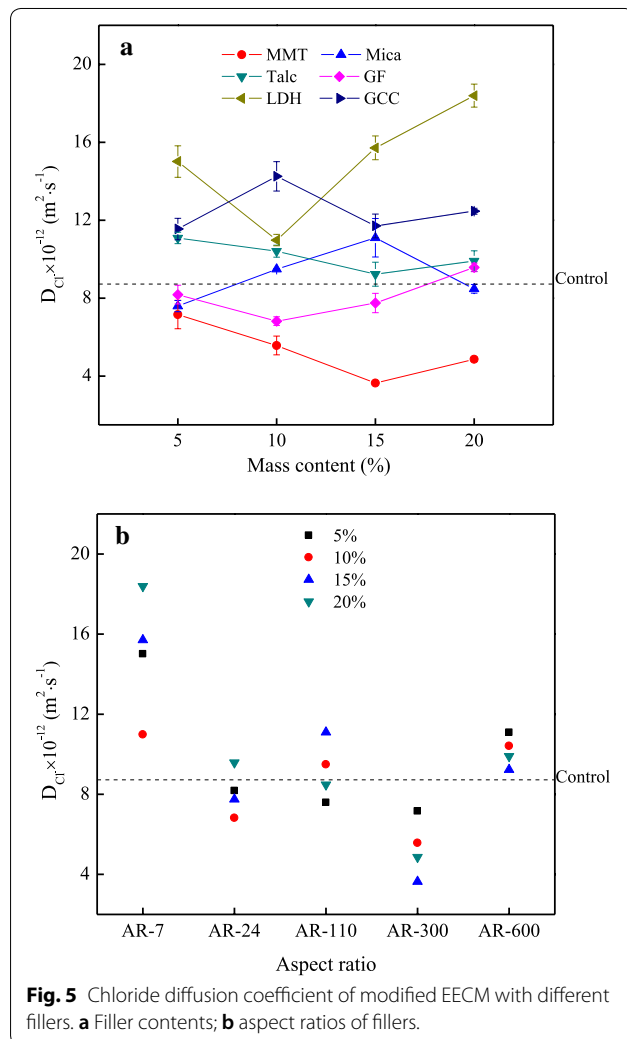 a
MMT Mica
Talc GF
LDH GCC
20
16
12
8
4
D_Cl-×10^-12 (m²·s⁻¹)
Control
5 10 15 20
Mass content (%)
b
5%
10%
15%
20%
20
16
12
8
4
D_Cl-×10^-12 (m²·s⁻¹)
Control
AR-7 AR-24 AR-110 AR-300 AR-600
Aspect ratio
Fig. 5 Chloride diffusion coefficient of modified EECM with different
fillers. a Filler contents; b aspect ratios of fillers.